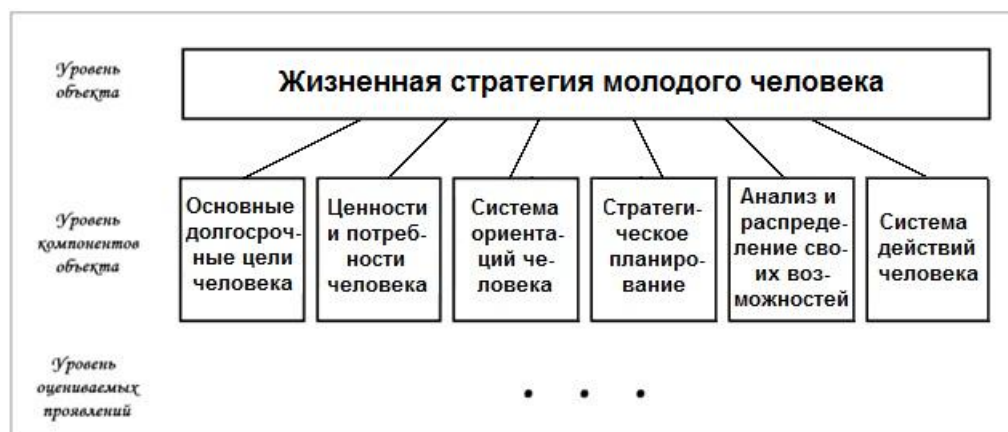 Уровень
объекта
Жизненная стратегия молодого человека
Уровень
компонентов
объекта
Основные
долгосроч-
ные цели
человека
Ценности
и потреб-
ности
человека
Система
ориента-
ций че-
ловека
Стратеги-
ческое
планиро-
вание
Анализ и
распреде-
ление сво-
их воз-
можностей
Система
действий
человека
Уровень
оцениваемых
проявлений
. . .